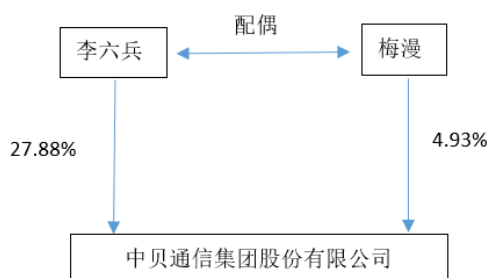 配偶
李六兵
梅漫
27.88%
4.93%
中贝通信集团股份有限公司